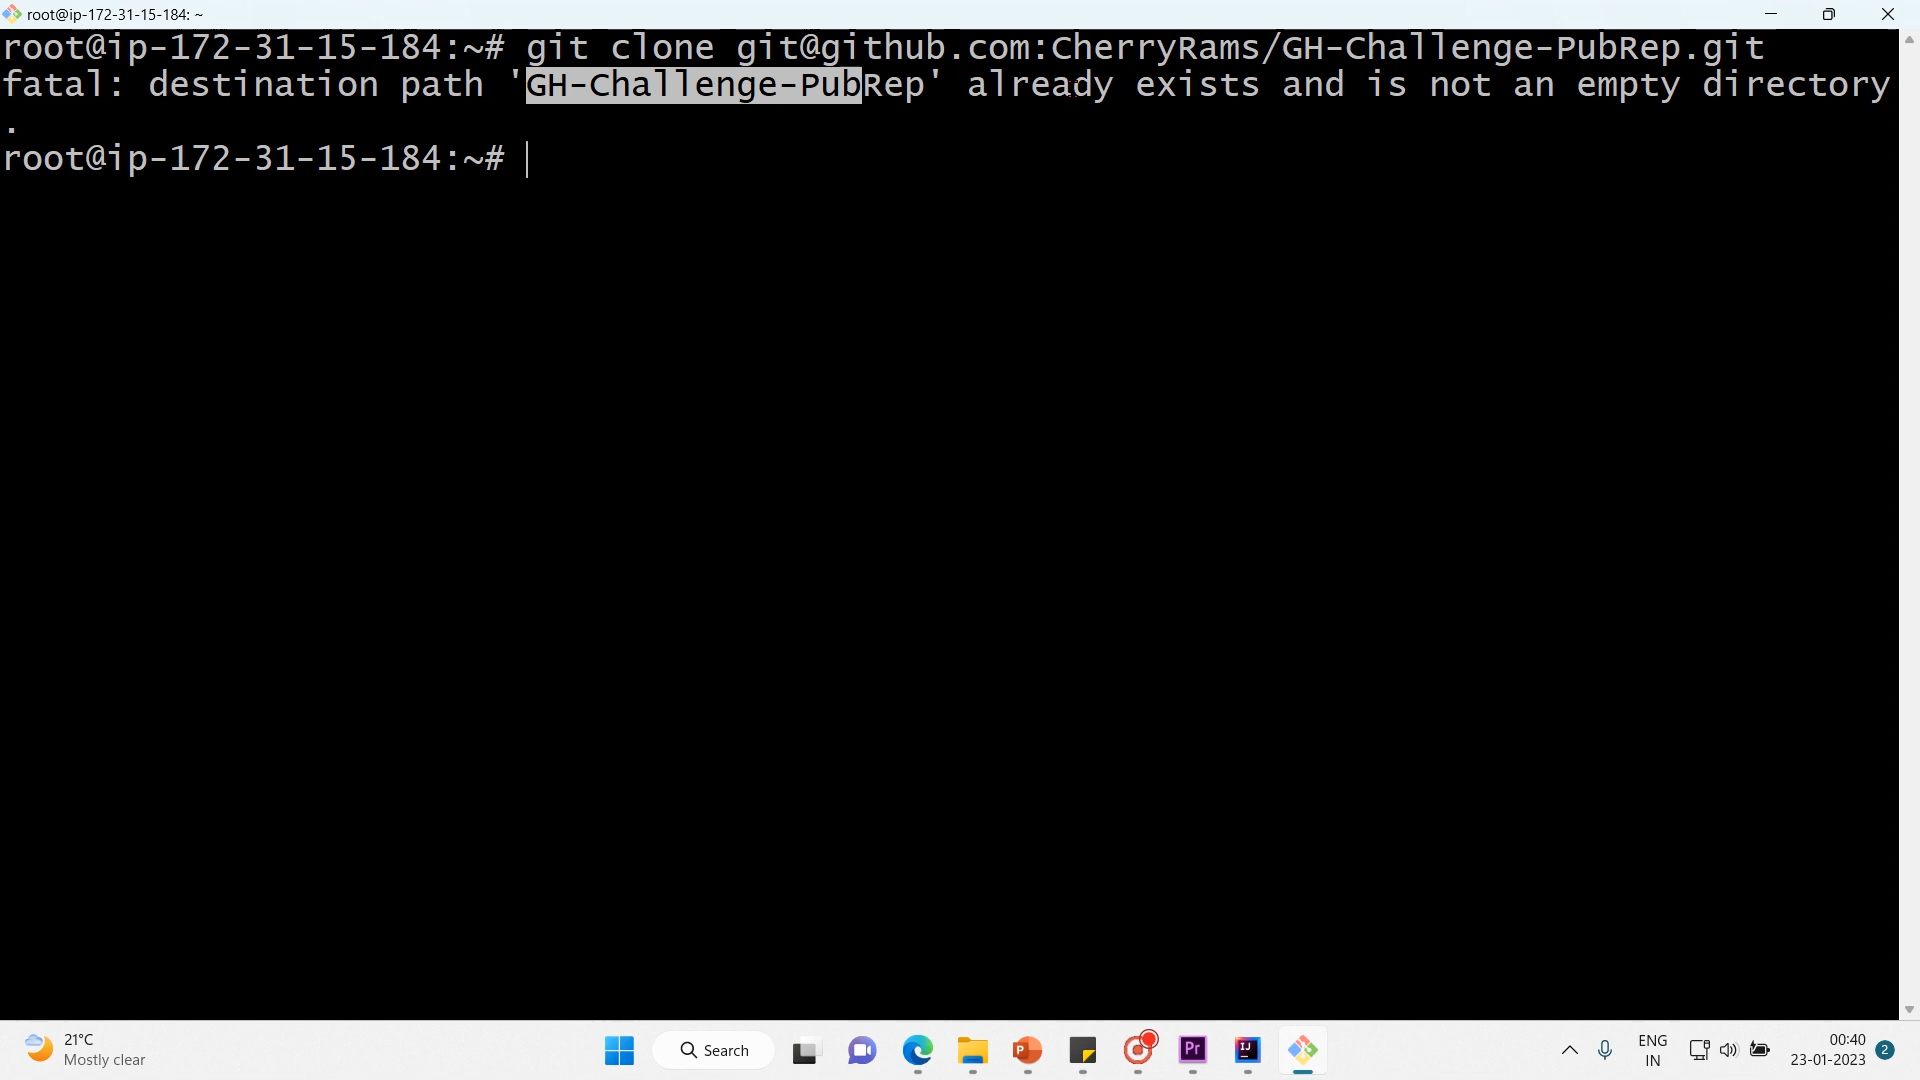 root@ip-172-31-15-184: ~
root@ip-172-31-15-184:~# git clone git@github.com:CherryRams/GH-Challenge-PubRep.git
fatal: destination path 'GH-Challenge-PubRep' already exists and is not an empty directory
.
root@ip-172-31-15-184:~#
21°C
Mostly clear
Search
P
Pr
IJ
ENG
IN
00:40
23-01-2023
2